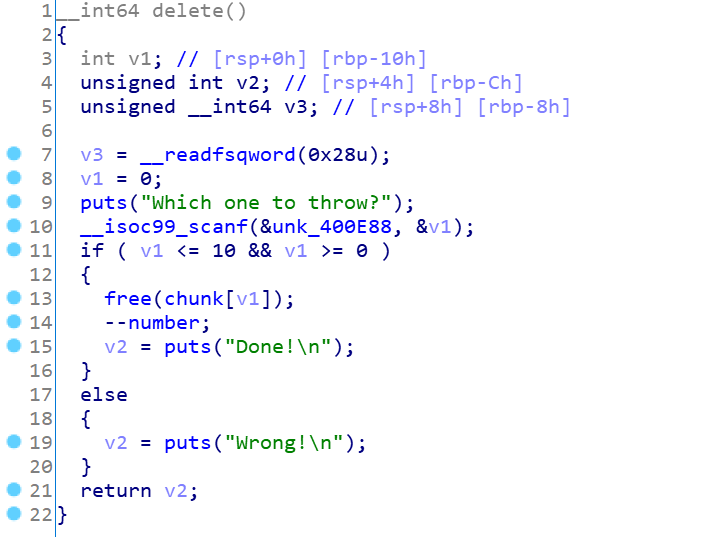 1 __int64 delete()
2 {
3   int v1; // [rsp+0h] [rbp-10h]
4   unsigned int v2; // [rsp+4h] [rbp-Ch]
5   unsigned __int64 v3; // [rsp+8h] [rbp-8h]
6
7   v3 = __readfsqword(0x28u);
8   v1 = 0;
9   puts("Which one to throw?");
10   __isoc99_scanf(&unk_400E88, &v1);
11   if ( v1 <= 10 && v1 >= 0 )
12   {
13     free(chunk[v1]);
14     --number;
15     v2 = puts("Done!\n");
16   }
17   else
18   {
19     v2 = puts("Wrong!\n");
20   }
21   return v2;
22 }